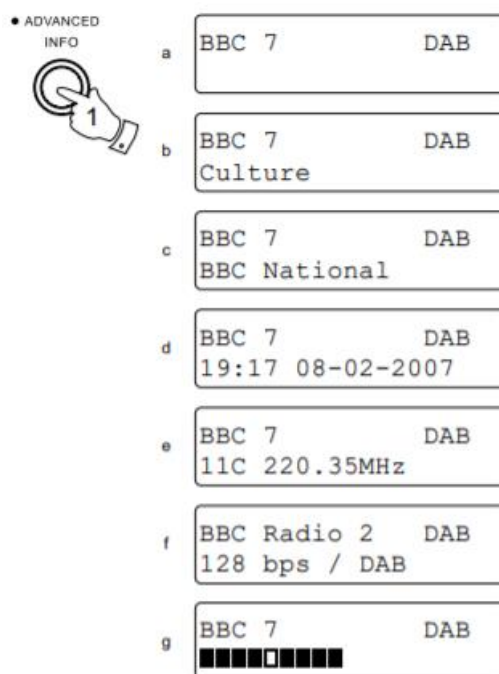 • ADVANCED
INFO
1
a
BBC 7 DAB
b
BBC 7 DAB
Culture
c
BBC 7 DAB
BBC National
d
BBC 7 DAB
19:17 08-02-2007
e
BBC 7 DAB
11C 220.35MHz
f
BBC Radio 2 DAB
128 bps / DAB
g
BBC 7 DAB